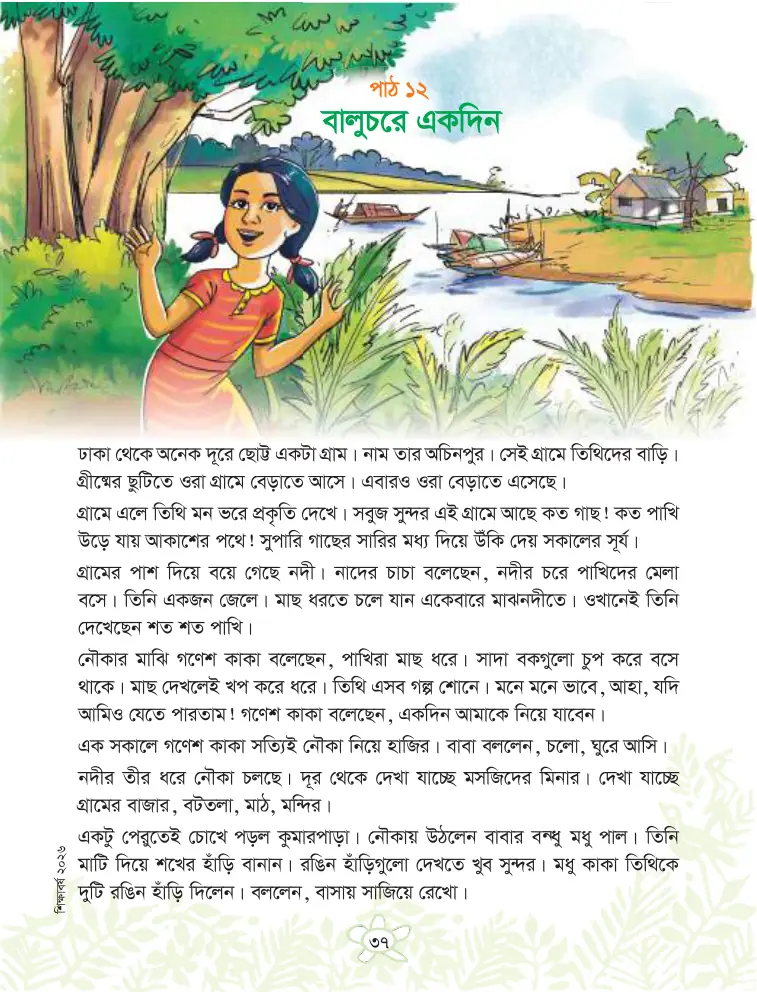 পাঠ ১২
বালুচরে একদিন
ঢাকা থেকে অনেক দূরে ছোট্ট একটা গ্রাম। নাম তার অচিনপুর। সেই গ্রামে তিথিদের বাড়ি।
গ্রীষ্মের ছুটিতে ওরা গ্রামে বেড়াতে আসে। এবারও ওরা বেড়াতে এসেছে।
গ্রামে এলে তিথি মন ভরে প্রকৃতি দেখে। সবুজ সুন্দর এই গ্রামে আছে কত গাছ! কত পাখি
উড়ে যায় আকাশের পথে! সুপারি গাছের সারির মধ্য দিয়ে উঁকি দেয় সকালের সূর্য।
গ্রামের পাশ দিয়ে বয়ে গেছে নদী। নাদের চাচা বলেছেন, নদীর চরে পাখিদের মেলা
বসে। তিনি একজন জেলে। মাছ ধরতে চলে যান একেবারে মাঝনদীতে। ওখানেই তিনি
দেখেছেন শত শত পাখি।
নৌকার মাঝি গণেশ কাকা বলেছেন, পাখিরা মাছ ধরে। সাদা বকগুলো চুপ করে বসে
থাকে। মাছ দেখলেই খপ করে ধরে। তিথি এসব গল্প শোনে। মনে মনে ভাবে, আহা, যদি
আমিও যেতে পারতাম! গণেশ কাকা বলেছেন, একদিন আমাকে নিয়ে যাবেন।
এক সকালে গণেশ কাকা সত্যিই নৌকা নিয়ে হাজির। বাবা বললেন, চলো, ঘুরে আসি।
নদীর তীর ধরে নৌকা চলছে। দূর থেকে দেখা যাচ্ছে মসজিদের মিনার। দেখা যাচ্ছে
গ্রামের বাজার, বটতলা, মাঠ, মন্দির।
একটু পেরুতেই চোখে পড়ল কুমারপাড়া। নৌকায় উঠলেন বাবার বন্ধু মধু পাল। তিনি
মাটি দিয়ে শখের হাঁড়ি বানান। রঙিন হাঁড়িগুলো দেখতে খুব সুন্দর। মধু কাকা তিথিকে
দুটি রঙিন হাঁড়ি দিলেন। বললেন, বাসায় সাজিয়ে রেখো।
শিক্ষাবর্ষ ২০২৬
৩৭